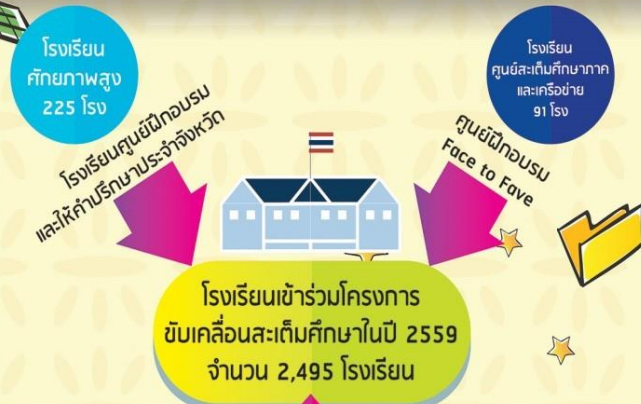 โรงเรียน
ศักยภาพสูง
225 โรง
โรงเรียน
ศูนย์สะเต็มศึกษาภาค
และเครือข่าย
91 โรง
โรงเรียนศูนย์ฝึกอบรม
และให้คำปรึกษาประจำจังหวัด
ศูนย์ฝึกอบรม
Face to Fave
โรงเรียนเข้าร่วมโครงการ
ขับเคลื่อนสะเต็มศึกษาในปี 2559
จำนวน 2,495 โรงเรียน